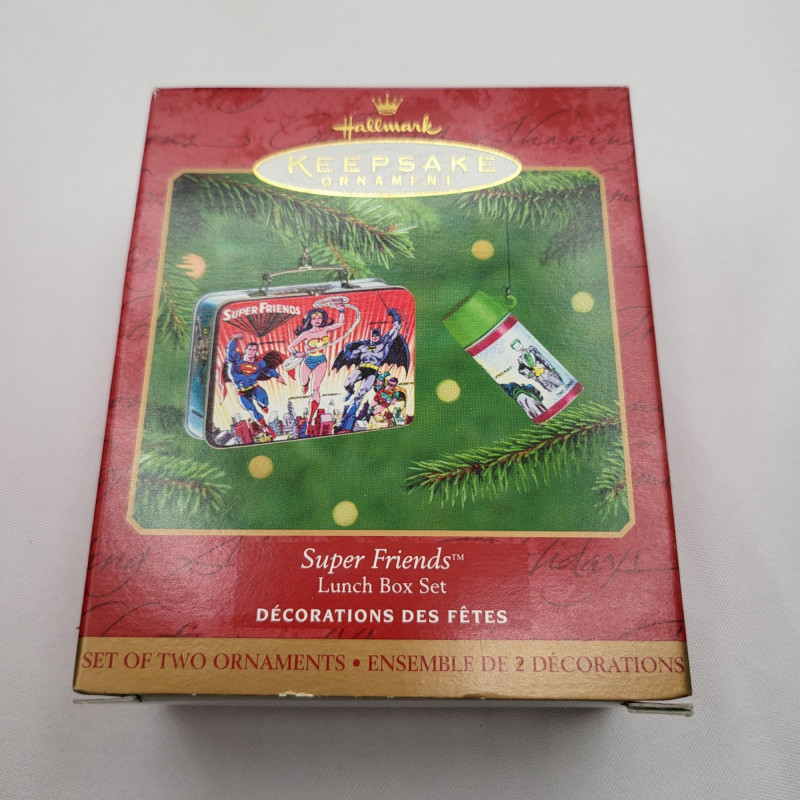 Hallmark
KEEPSAKE
ORNAMENT
SUPER FRIENDS
Super Friends™
Lunch Box Set
DÉCORATIONS DES FÊTES
SET OF TWO ORNAMENTS • ENSEMBLE DE 2 DÉCORATIONS